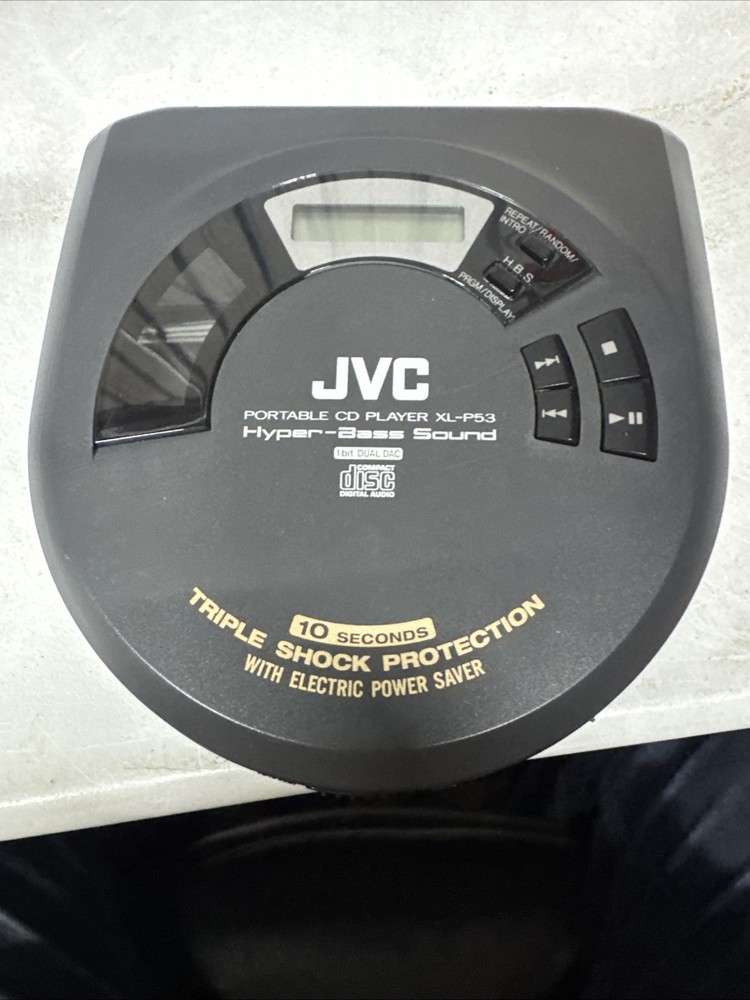 REPEAT/RANDOM/
INTRO
H.B.S.
PRGM/DISPLAY
JVC
PORTABLE CD PLAYER XL-P53
Hyper-Bass Sound
1bit DUAL DAC
COMPACT
disc
DIGITAL AUDIO
10 SECONDS
TRIPLE SHOCK PROTECTION
WITH ELECTRIC POWER SAVER